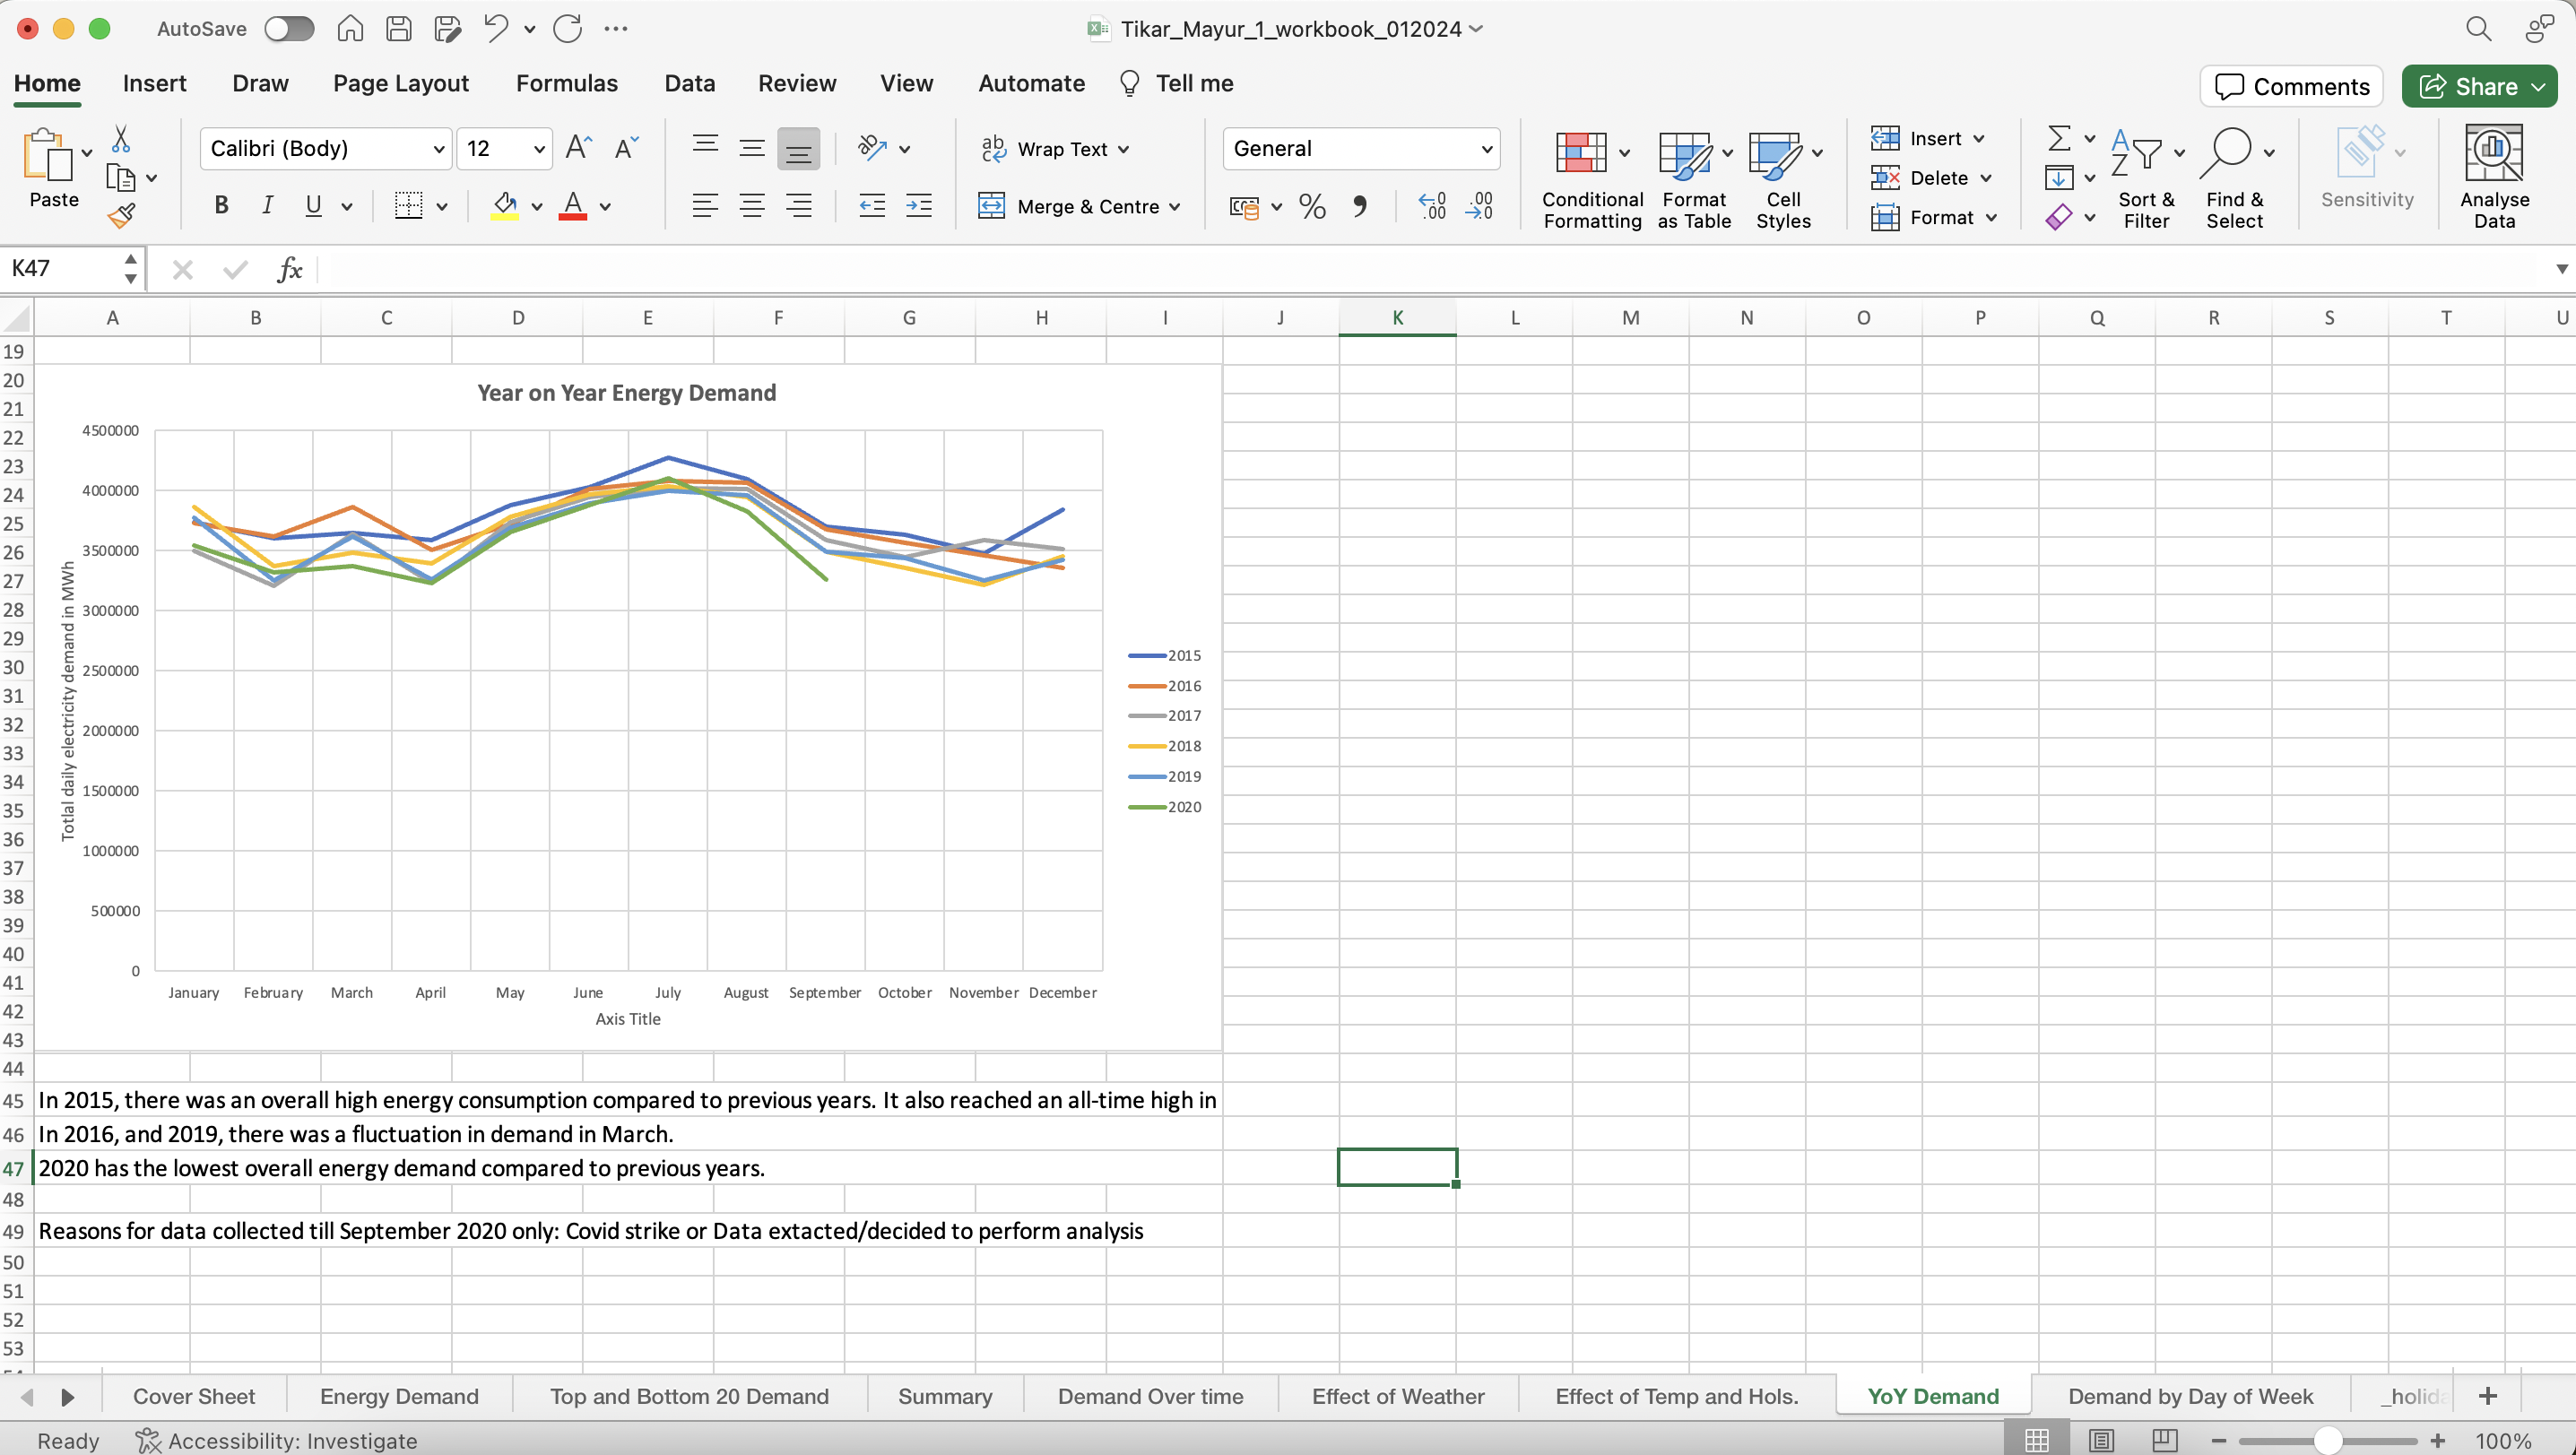 AutoSave
Tikar_Mayur_1_workbook_012024
Home Insert Draw Page Layout Formulas Data Review View Automate Tell me
Comments Share
Paste
Calibri (Body) 12
B I U
ab
Wrap Text
Merge & Centre
General
% .00 .00
Conditional Formatting
Format as Table
Cell Styles
Insert
Delete
Format
Sort & Filter
Find & Select
Sensitivity
Analyse Data
K47
fx
A B C D E F G H I J K L M N O P Q R S T U
19
20
21
22
23
24
25
26
27
28
29
30
31
32
33
34
35
36
37
38
39
40
41
42
43
44
Year on Year Energy Demand
4500000
4000000
3500000
3000000
2500000
2000000
1500000
1000000
500000
0
Totlal daily electricity demand in MWh
January February March April May June July August September October November December
Axis Title
2015
2016
2017
2018
2019
2020
45 In 2015, there was an overall high energy consumption compared to previous years. It also reached an all-time high in
46 In 2016, and 2019, there was a fluctuation in demand in March.
47 2020 has the lowest overall energy demand compared to previous years.
48
49 Reasons for data collected till September 2020 only: Covid strike or Data extacted/decided to perform analysis
50
51
52
53
Cover Sheet Energy Demand Top and Bottom 20 Demand Summary Demand Over time Effect of Weather Effect of Temp and Hols. YoY Demand Demand by Day of Week
Ready Accessibility: Investigate
100%